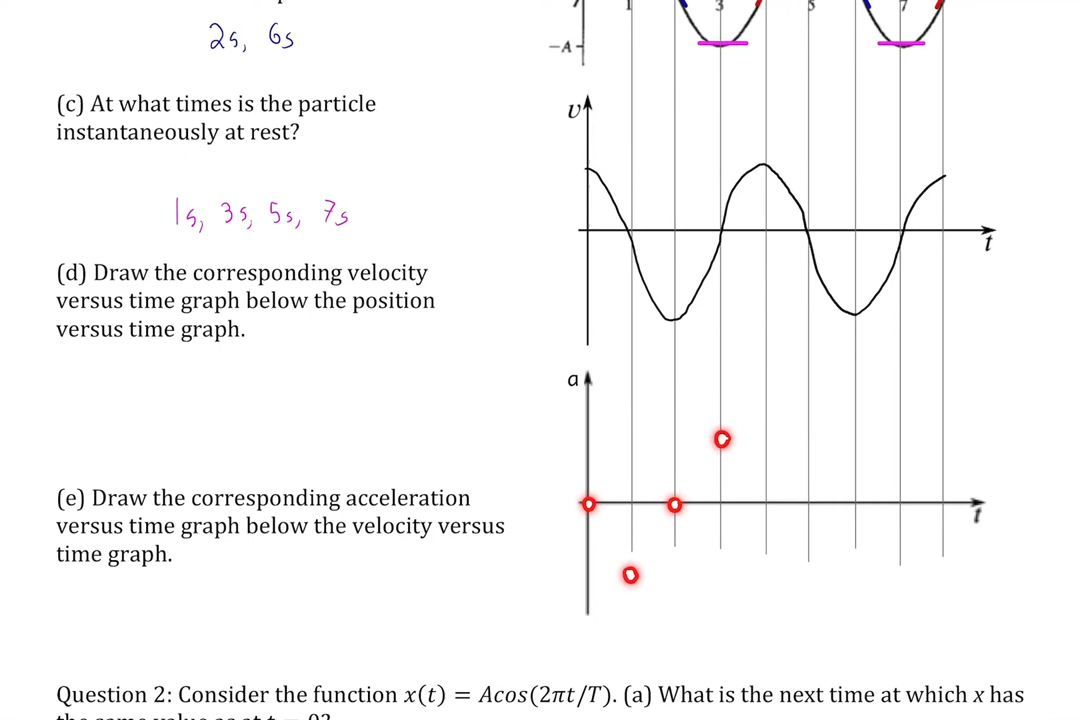 1 3 5 7
2s, 6s
-A
(c) At what times is the particle
instantaneously at rest?
v
1s, 3s, 5s, 7s
t
(d) Draw the corresponding velocity
versus time graph below the position
versus time graph.
a
(e) Draw the corresponding acceleration
versus time graph below the velocity versus
time graph.
t
Question 2: Consider the function x(t) = Acos(2πt/T). (a) What is the next time at which x has